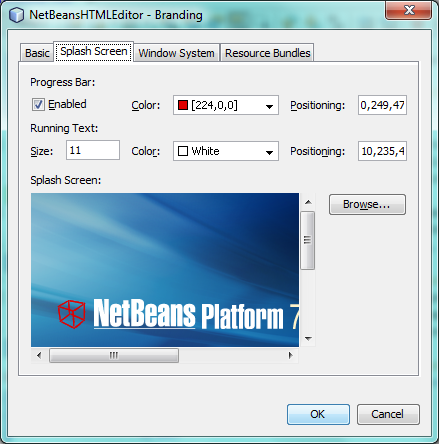 NetBeansHTMLEditor - Branding
Basic Splash Screen Window System Resource Bundles
Progress Bar:
Enabled Color: [224,0,0] Positioning: 0,249,47
Running Text:
Size: 11 Color: White Positioning: 10,235,4
Splash Screen:
Browse...
NetBeans Platform 7
OK Cancel